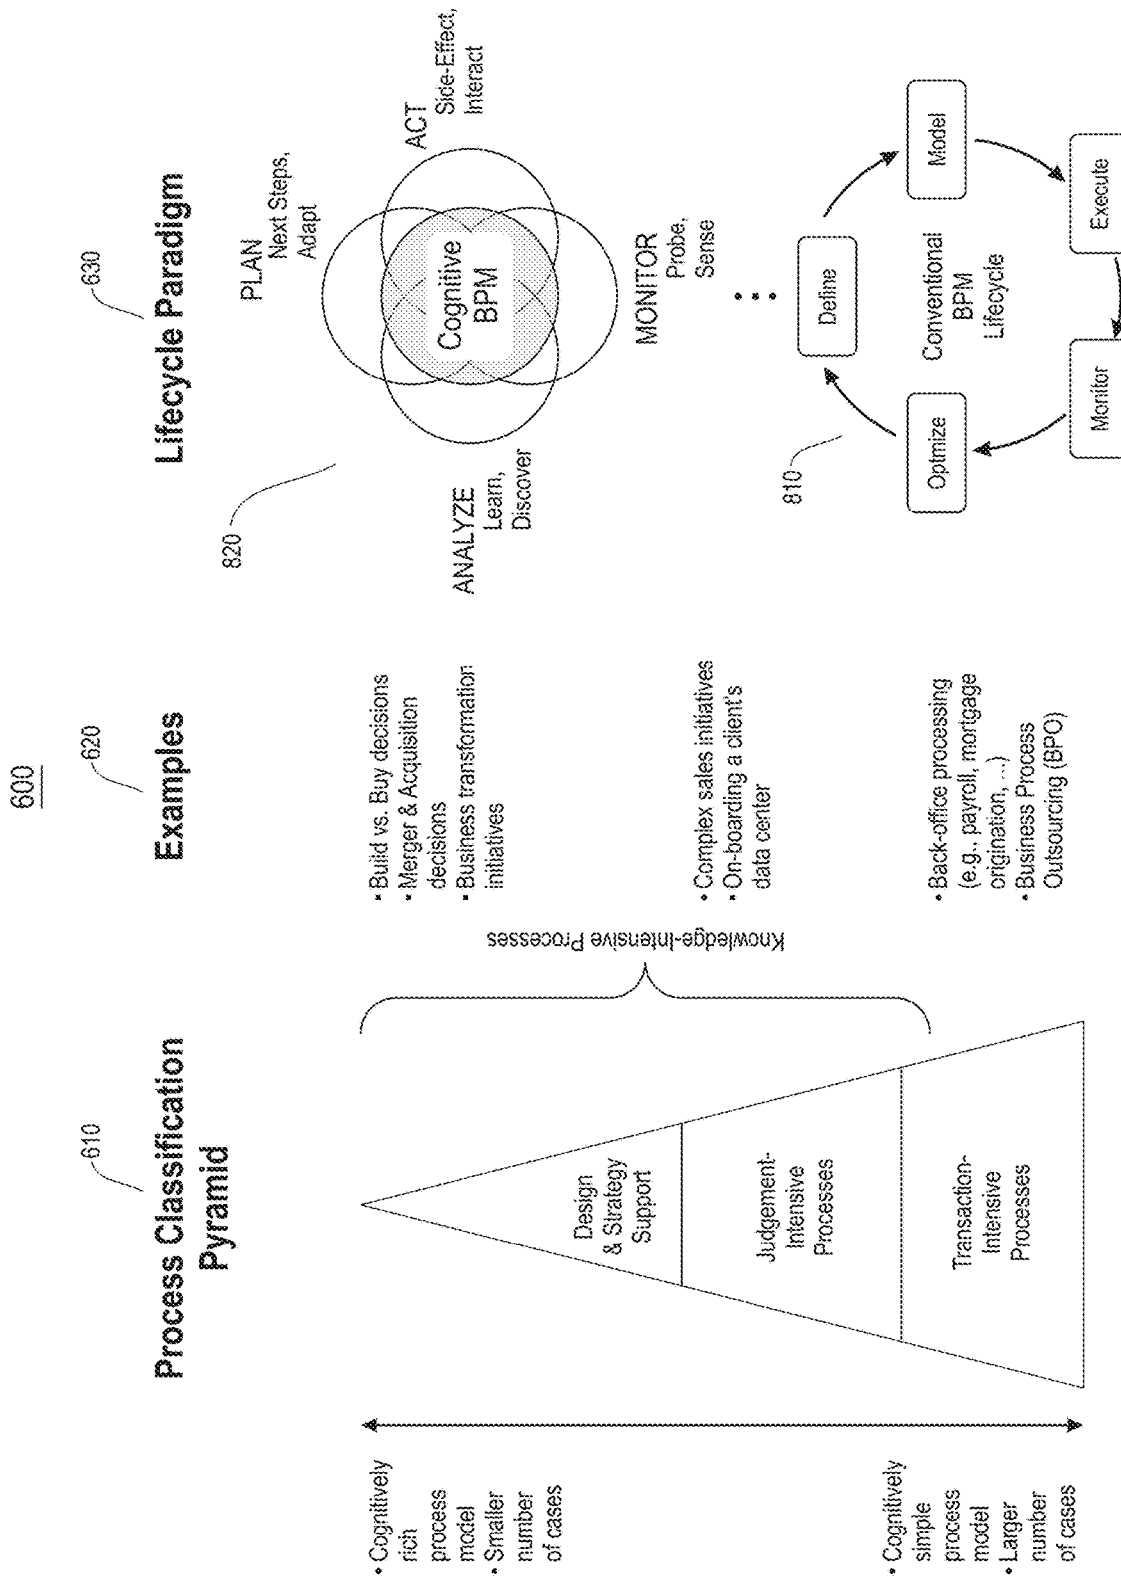 600
610
Process Classification
Pyramid
• Cognitively
rich
process
model
• Smaller
number
of cases
• Cognitively
simple
process
model
• Larger
number
of cases
Design
& Strategy
Support
Judgement-
Intensive
Processes
Transaction-
Intensive
Processes
Knowledge-Intensive Processes
620
Examples
• Build vs. Buy decisions
• Merger & Acquisition
decisions
• Business transformation
initiatives
• Complex sales initiatives
• On-boarding a client's
data center
• Back-office processing
(e.g., payroll, mortgage
origination, ...)
• Business Process
Outsourcing (BPO)
630
Lifecycle Paradigm
820
PLAN
Next Steps,
Adapt
ACT
Side-Effect,
Interact
Cognitive
BPM
ANALYZE
Learn,
Discover
MONITOR
Probe,
Sense
810
Define
Model
Execute
Monitor
Optmize
Conventional
BPM
Lifecycle